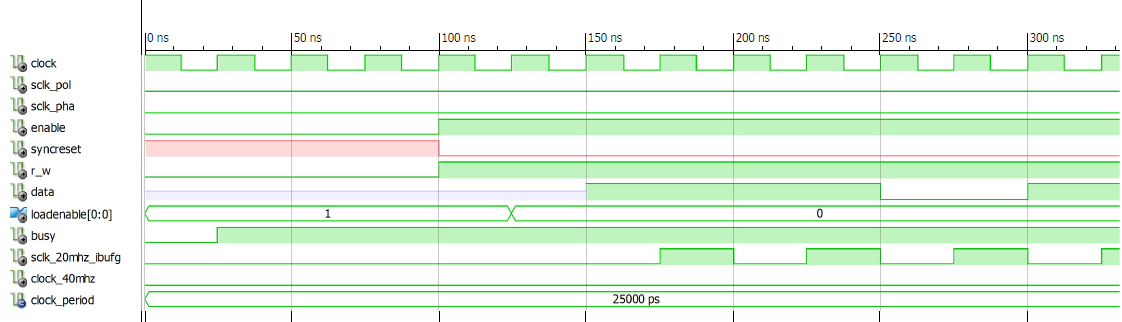 0 ns 50 ns 100 ns 150 ns 200 ns 250 ns 300 ns
clock
sclk_pol
sclk_pha
enable
syncreset
r_w
data
loadenable[0:0] 1 0
busy
sclk_20mhz_ibufg
clock_40mhz
clock_period 25000 ps